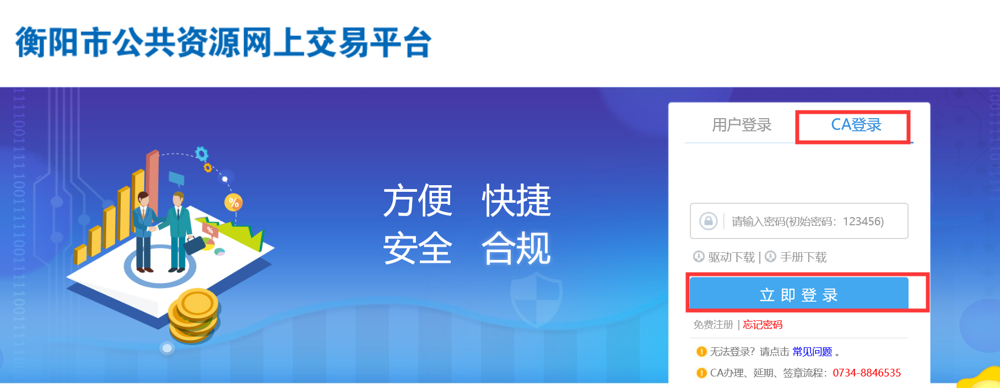 衡阳市公共资源网上交易平台
用户登录 CA登录
方便 快捷
安全 合规
请输入密码(初始密码：123456)
驱动下载 | 手册下载
立即登录
免费注册 | 忘记密码
无法登录？请点击 常见问题 。
CA办理、延期、签章流程：0734-8846535
%
%